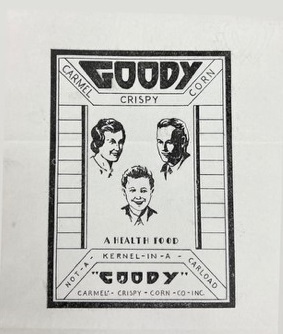 GOODY
CARMEL CRISPY CORN
A HEALTH FOOD
NOT-A-KERNEL-IN-A-CARLOAD
"GOODY"
CARMEL-CRISPY-CORN-CO-INC.